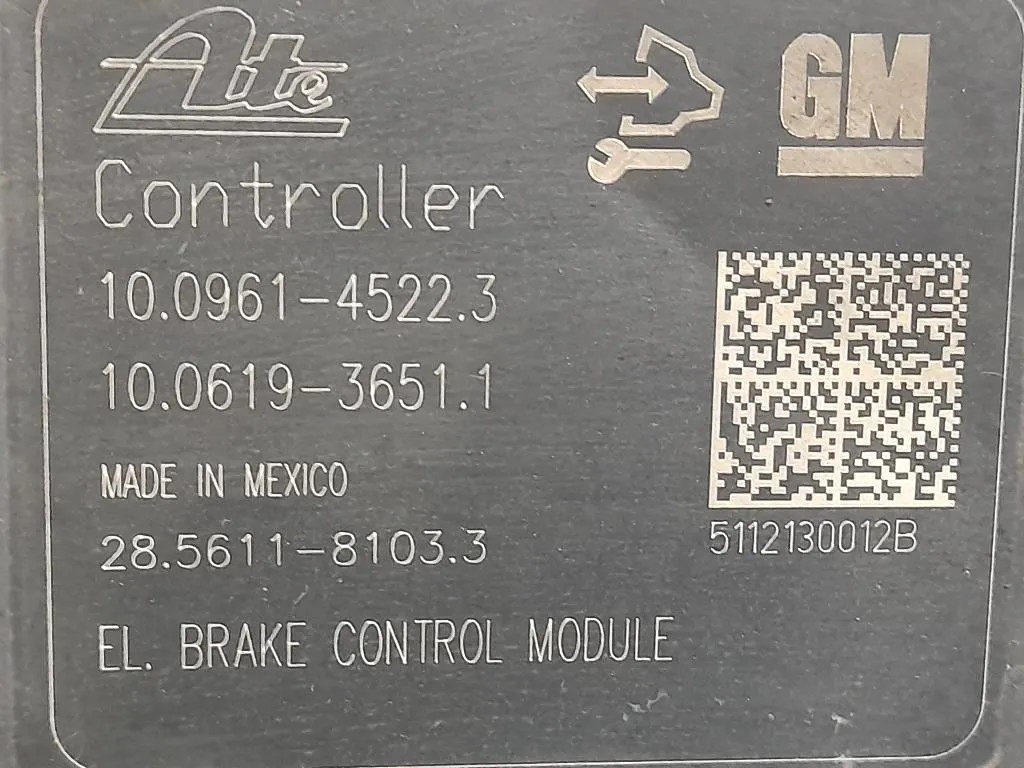 Ate
GM
Controller
10.0961-4522.3
10.0619-3651.1
MADE IN MEXICO
28.5611-8103.3
5112130012B
EL. BRAKE CONTROL MODULE